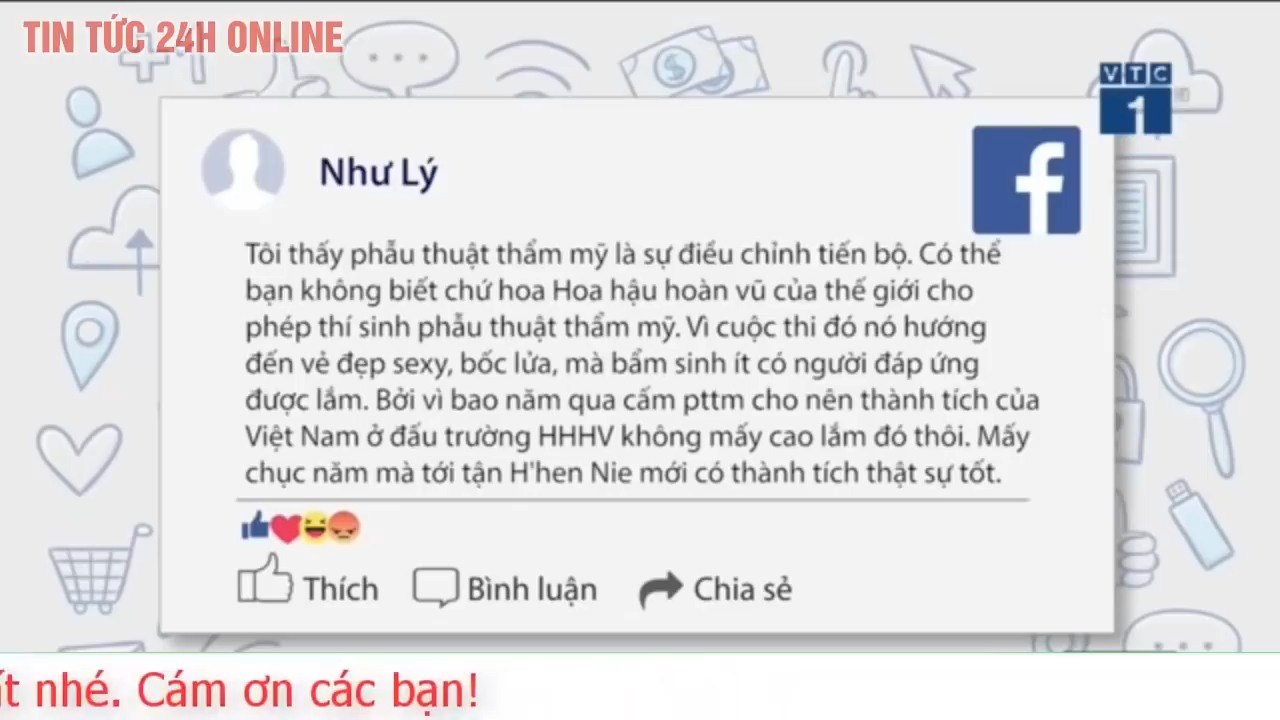 TIN TỨC 24H ONLINE
VTC
1
Như Lý
f
Tôi thấy phẫu thuật thẩm mỹ là sự điều chỉnh tiến bộ. Có thể
bạn không biết chứ hoa Hoa hậu hoàn vũ của thế giới cho
phép thí sinh phẫu thuật thẩm mỹ. Vì cuộc thi đó nó hướng
đến vẻ đẹp sexy, bốc lửa, mà bẩm sinh ít có người đáp ứng
được lắm. Bởi vì bao năm qua cấm pttm cho nên thành tích của
Việt Nam ở đấu trường HHHV không mấy cao lắm đó thôi. Mấy
chục năm mà tới tận H'hen Nie mới có thành tích thật sự tốt.
Thích Bình luận Chia sẻ
nhé. Cám ơn các bạn!